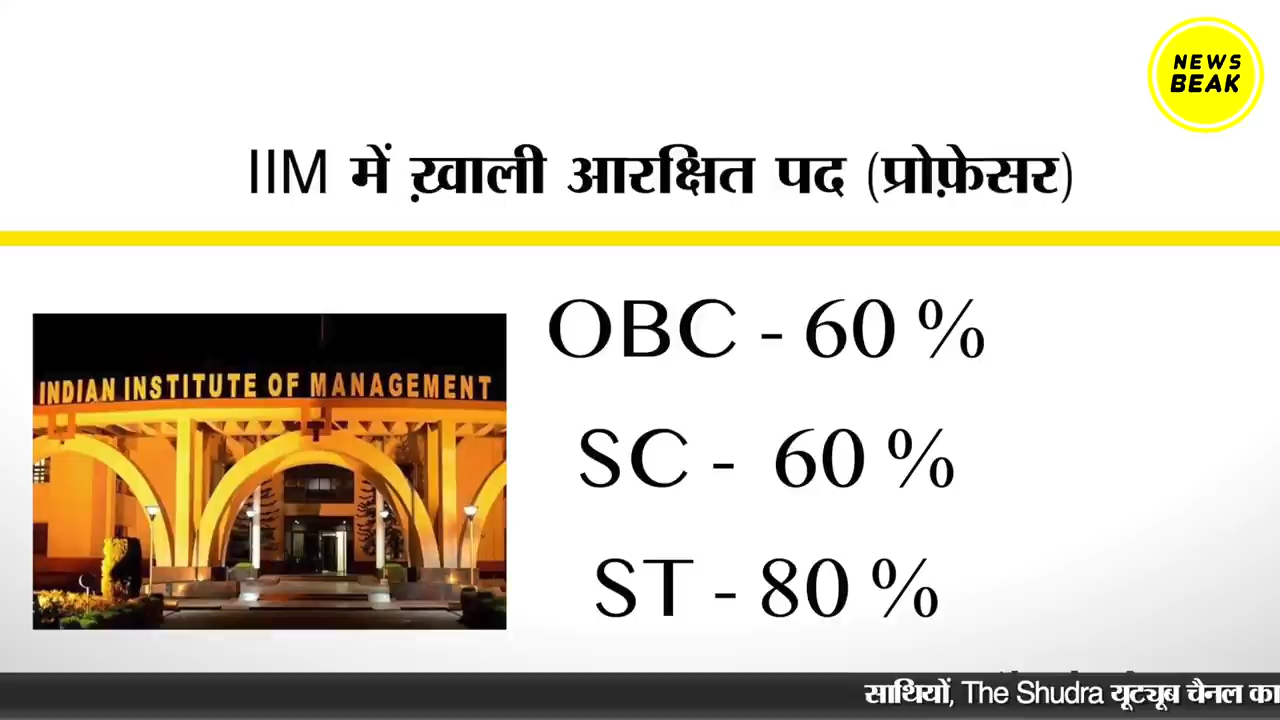 NEWS
BEAK
IIM में ख़ाली आरक्षित पद (प्रोफ़ेसर)
OBC - 60 %
INDIAN INSTITUTE OF MANAGEMENT
SC - 60 %
ST - 80 %
साथियों, The Shudra यूट्यूब चैनल का